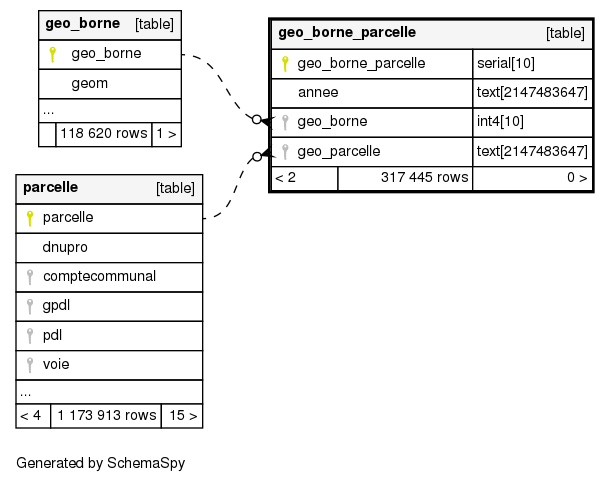 geo_borne [table]
geo_borne
geom
...
118 620 rows 1 >
geo_borne_parcelle [table]
geo_borne_parcelle serial[10]
annee text[2147483647]
geo_borne int4[10]
geo_parcelle text[2147483647]
< 2 317 445 rows 0 >
parcelle [table]
parcelle
dnupro
comptecommunal
gpdl
pdl
voie
...
< 4 1 173 913 rows 15 >
Generated by SchemaSpy